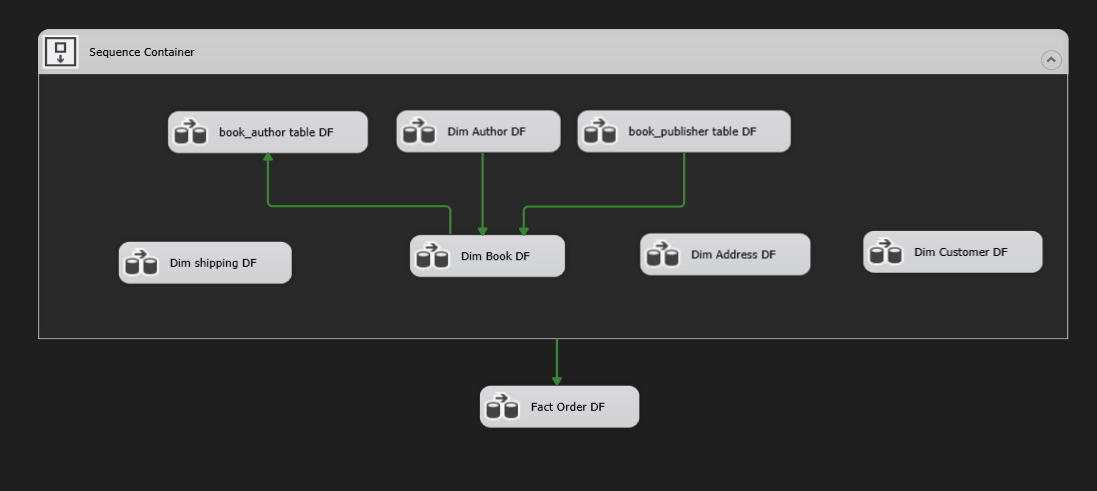 Sequence Container
book_author table DF
Dim Author DF
book_publisher table DF
Dim shipping DF
Dim Book DF
Dim Address DF
Dim Customer DF
Fact Order DF